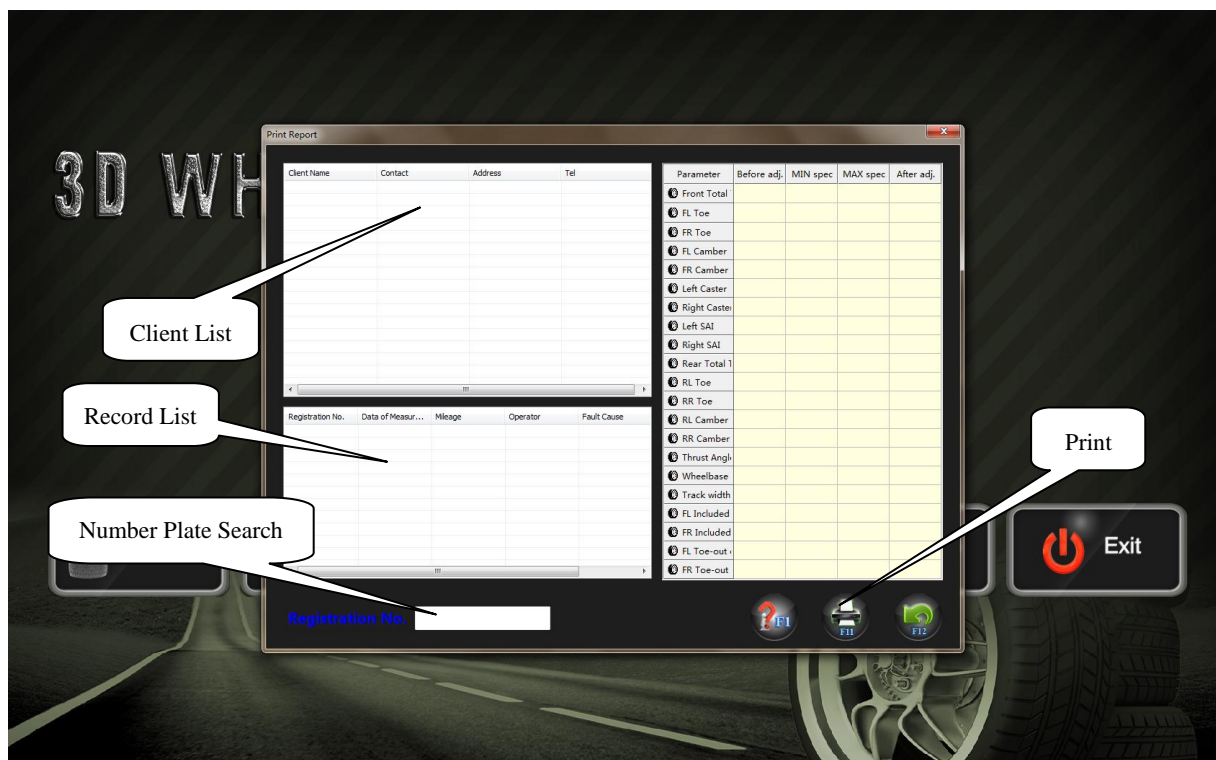 Print Report
x
3D WH
Client Name Contact Address Tel
Parameter Before adj. MIN spec MAX spec After adj.
Front Total
FL Toe
FR Toe
FL Camber
FR Camber
Left Caster
Right Caster
Left SAI
Right SAI
Rear Total T
RL Toe
RR Toe
RL Camber
RR Camber
Thrust Angl
Wheelbase
Track width
FL Included
FR Included
FL Toe-out
FR Toe-out
Client List
Registration No. Data of Measur... Mileage Operator Fault Cause
Record List
Print
Number Plate Search
Exit
Registration No.
F1
F11
F12